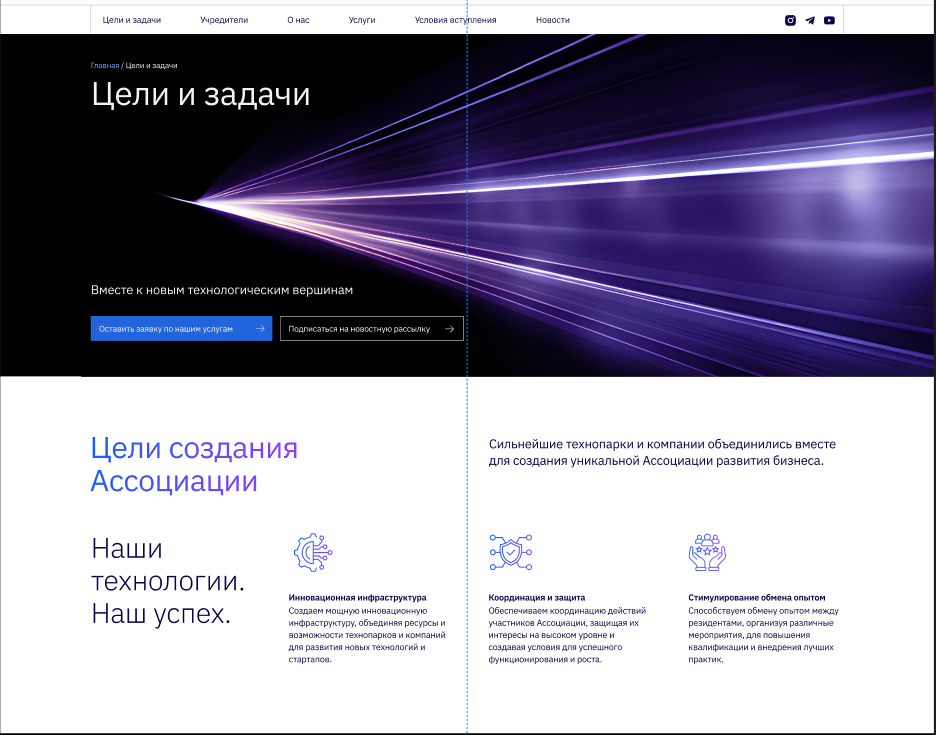 Цели и задачи Учредители О нас Услуги Условия вступления Новости
Главная / Цели и задачи
Цели и задачи
Вместе к новым технологическим вершинам
Оставить заявку по нашим услугам
Подписаться на новостную рассылку
Цели создания
Ассоциации
Сильнейшие технопарки и компании объединились вместе
для создания уникальной Ассоциации развития бизнеса.
Наши
технологии.
Наш успех.
Инновационная инфраструктура
Создаем мощную инновационную
инфраструктуру, объединяя ресурсы и
возможности технопарков и компаний
для развития новых технологий и
стартапов.
Координация и защита
Обеспечиваем координацию действий
участников Ассоциации, защищая их
интересы на высоком уровне и
создавая условия для успешного
функционирования и роста.
Стимулирование обмена опытом
Способствуем обмену опытом между
резидентами, организуя различные
мероприятия, для повышения
квалификации и внедрения лучших
практик.